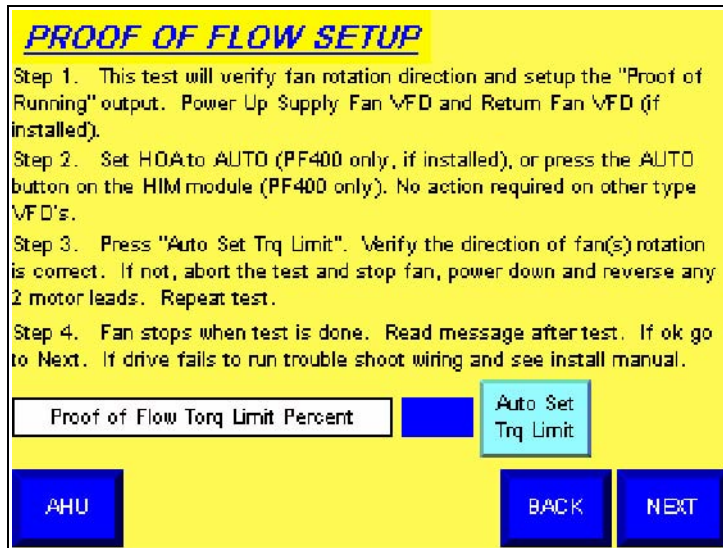 PROOF OF FLOW SETUP
Step 1. This test will verify fan rotation direction and setup the "Proof of
Running" output. Power Up Supply Fan VFD and Return Fan VFD (if
installed).
Step 2. Set HOA to AUTO (PF400 only, if installed), or press the AUTO
button on the HIM module (PF400 only). No action required on other type
VFD's.
Step 3. Press "Auto Set Trq Limit". Verify the direction of fan(s) rotation
is correct. If not, abort the test and stop fan, power down and reverse any
2 motor leads. Repeat test.
Step 4. Fan stops when test is done. Read message after test. If ok go
to Next. If drive fails to run trouble shoot wiring and see install manual.
Proof of Flow Torq Limit Percent
Auto Set
Trq Limit
AHU
BACK
NEXT